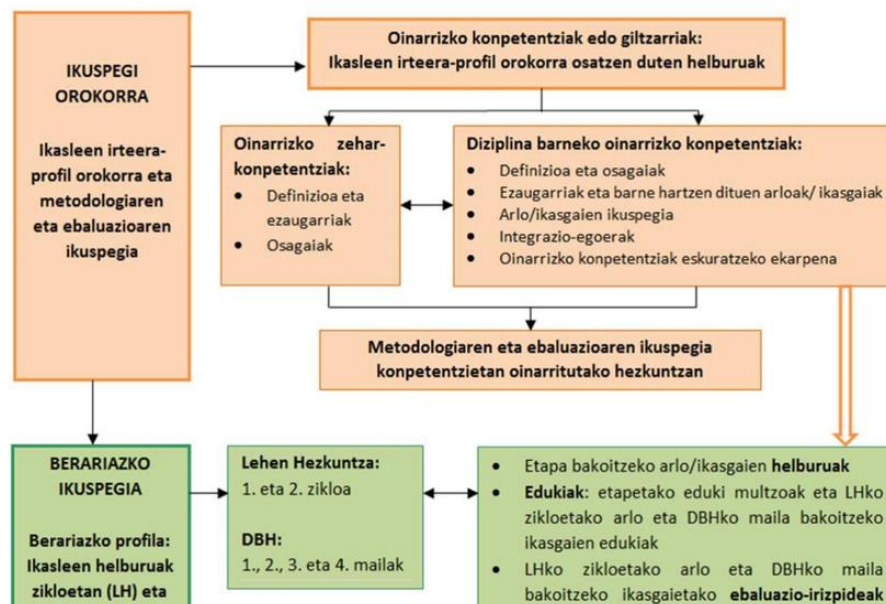 IKUSPEGI
OROKORRA
Ikasleen irteera-
profil orokorra eta
metodologiaren
eta ebaluazioaren
ikuspegia
Oinarrizko konpetentziak edo giltzarriak:
Ikasleen irteera-profil orokorra osatzen duten helburuak
Oinarrizko zehar-
konpetentziak:
• Definizioa eta
ezaugarriak
• Osagaiak
Diziplina barneko oinarrizko konpetentziak:
• Definizioa eta osagaiak
• Ezaugarriak eta barne hartzen dituen arloak/ ikasgaiak
• Arlo/ikasgaien ikuspegia
• Integrazio-egoerak
• Oinarrizko konpetentziak eskuratzeko ekarpena
Metodologiaren eta ebaluazioaren ikuspegia
konpetentzietan oinarritutako hezkuntzan
BERARIAZKO
IKUSPEGIA
Berariazko profila:
Ikasleen helburuak
zikloetan (LH) eta
Lehen Hezkuntza:
1. eta 2. zikloa
DBH:
1., 2., 3. eta 4. mailak
• Etapa bakoitzeko arlo/ikasgaien helburuak
• Edukiak: etapetako eduki multzoak eta LHko
zikloetako arlo eta DBHko maila bakoitzeko
ikasgaien edukiak
• LHko zikloetako arlo eta DBHko maila
bakoitzeko ikasgaietako ebaluazio-irizpideak